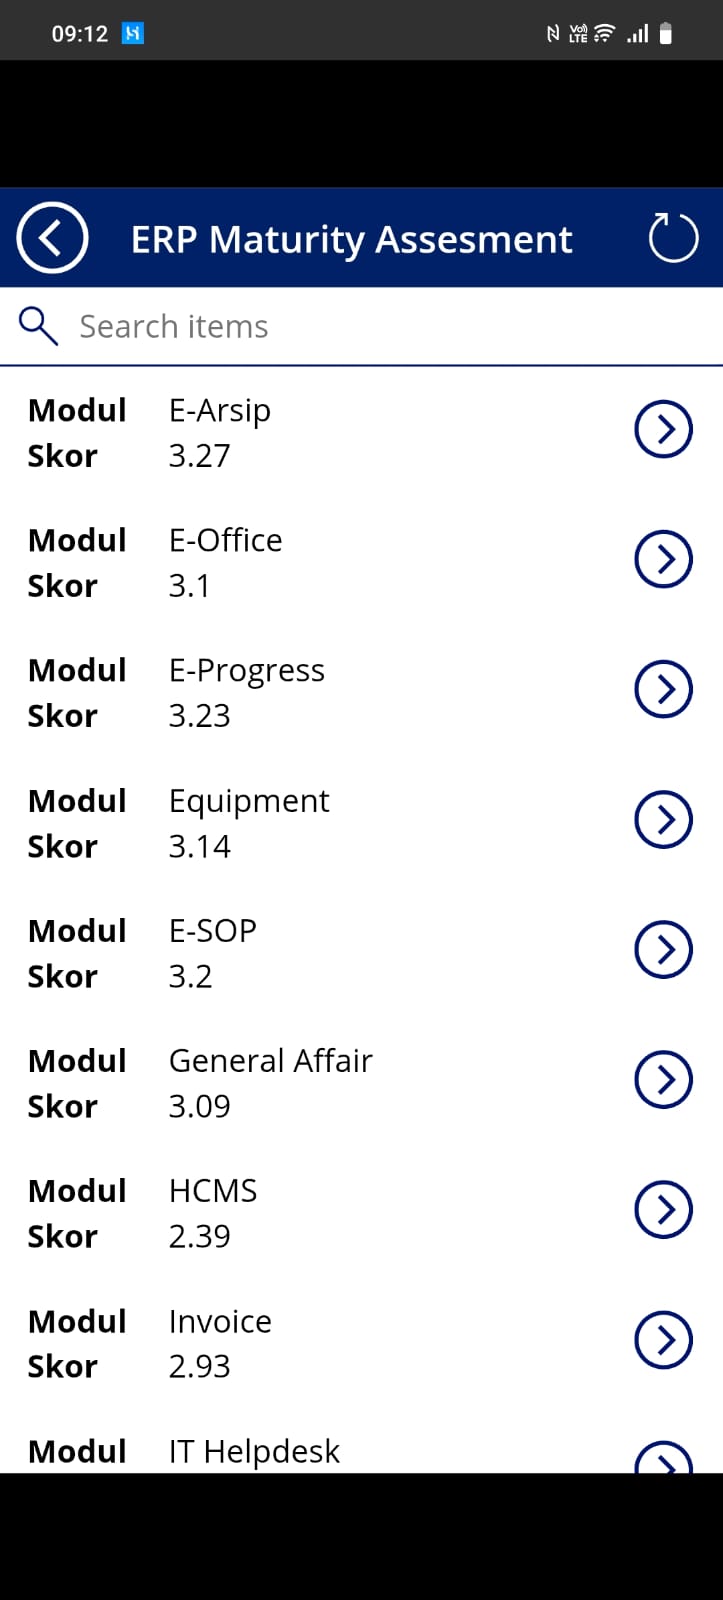 09:12
VoD LTE
ERP Maturity Assesment
Search items
Modul E-Arsip
Skor 3.27
Modul E-Office
Skor 3.1
Modul E-Progress
Skor 3.23
Modul Equipment
Skor 3.14
Modul E-SOP
Skor 3.2
Modul General Affair
Skor 3.09
Modul HCMS
Skor 2.39
Modul Invoice
Skor 2.93
Modul IT Helpdesk